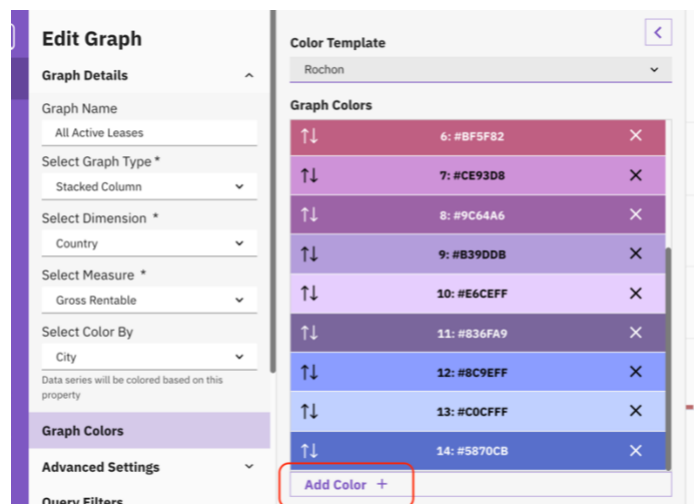 Edit Graph
Graph Details
Graph Name
All Active Leases
Select Graph Type *
Stacked Column
Select Dimension *
Country
Select Measure *
Gross Rentable
Select Color By
City
Data series will be colored based on this
property
Graph Colors
Advanced Settings
Query Filters
Color Template
Rochon
Graph Colors
6: #BF5F82
7: #CE93D8
8: #9C64A6
9: #B39DDB
10: #E6CEFF
11: #836FA9
12: #8C9EFF
13: #C0CFFF
14: #5870CB
Add Color +